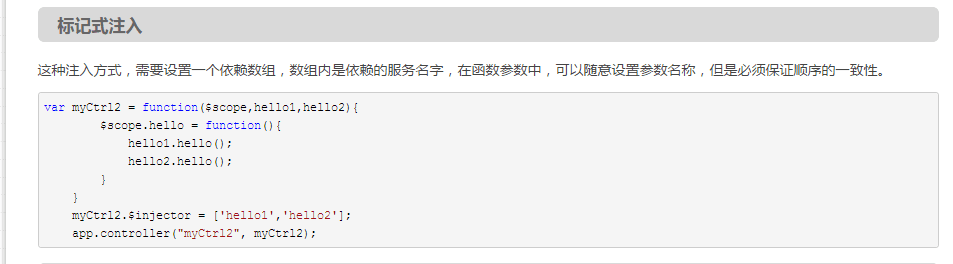 标记式注入
这种注入方式，需要设置一个依赖数组，数组内是依赖的服务名字，在函数参数中，可以随意设置参数名称，但是必须保证顺序的一致性。
var myCtrl2 = function($scope,hello1,hello2){
        $scope.hello = function(){
            hello1.hello();
            hello2.hello();
        }
    }
    myCtrl2.$injector = ['hello1','hello2'];
    app.controller("myCtrl2", myCtrl2);